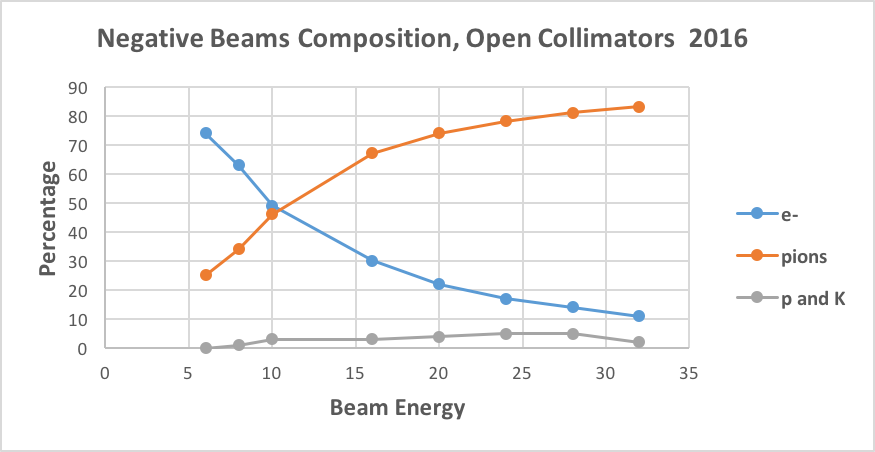 Negative Beams Composition, Open Collimators 2016
90
80
70
60
50
40
30
20
10
0
Percentage
0 5 10 15 20 25 30 35
Beam Energy
e-
pions
p and K